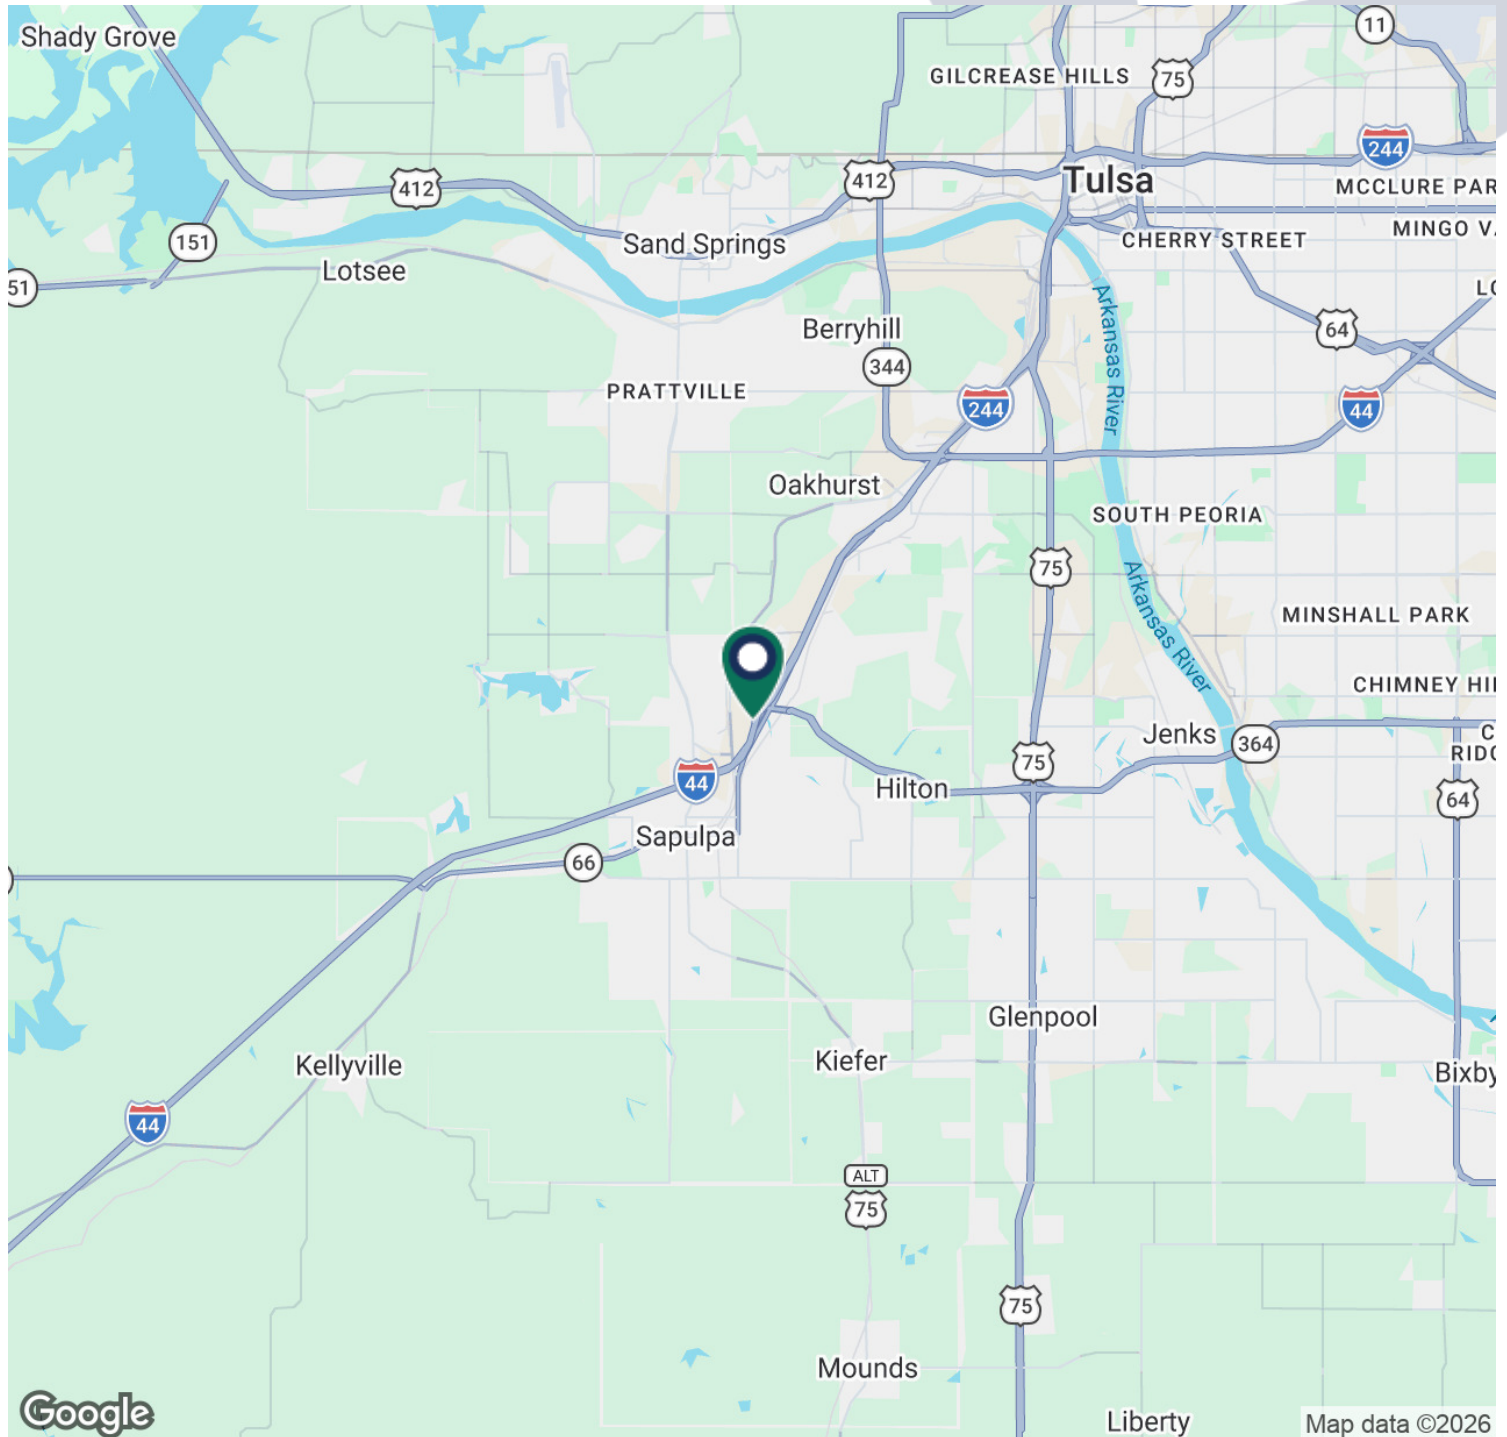 Shady Grove
11
GILCREASE HILLS
75
244
412
412
Tulsa
MCCLURE PAR
151
Sand Springs
CHERRY STREET
MINGO V
Lotsee
51
LO
Arkansas River
Berryhill
64
344
PRATTVILLE
244
44
Oakhurst
SOUTH PEORIA
75
Arkansas River
MINSHALL PARK
CHIMNEY HI
Jenks
364
C
RIDG
75
44
Hilton
64
Sapulpa
66
Glenpool
Kellyville
Kiefer
Bixby
44
ALT
75
75
Mounds
Liberty
Google
Map data ©2026